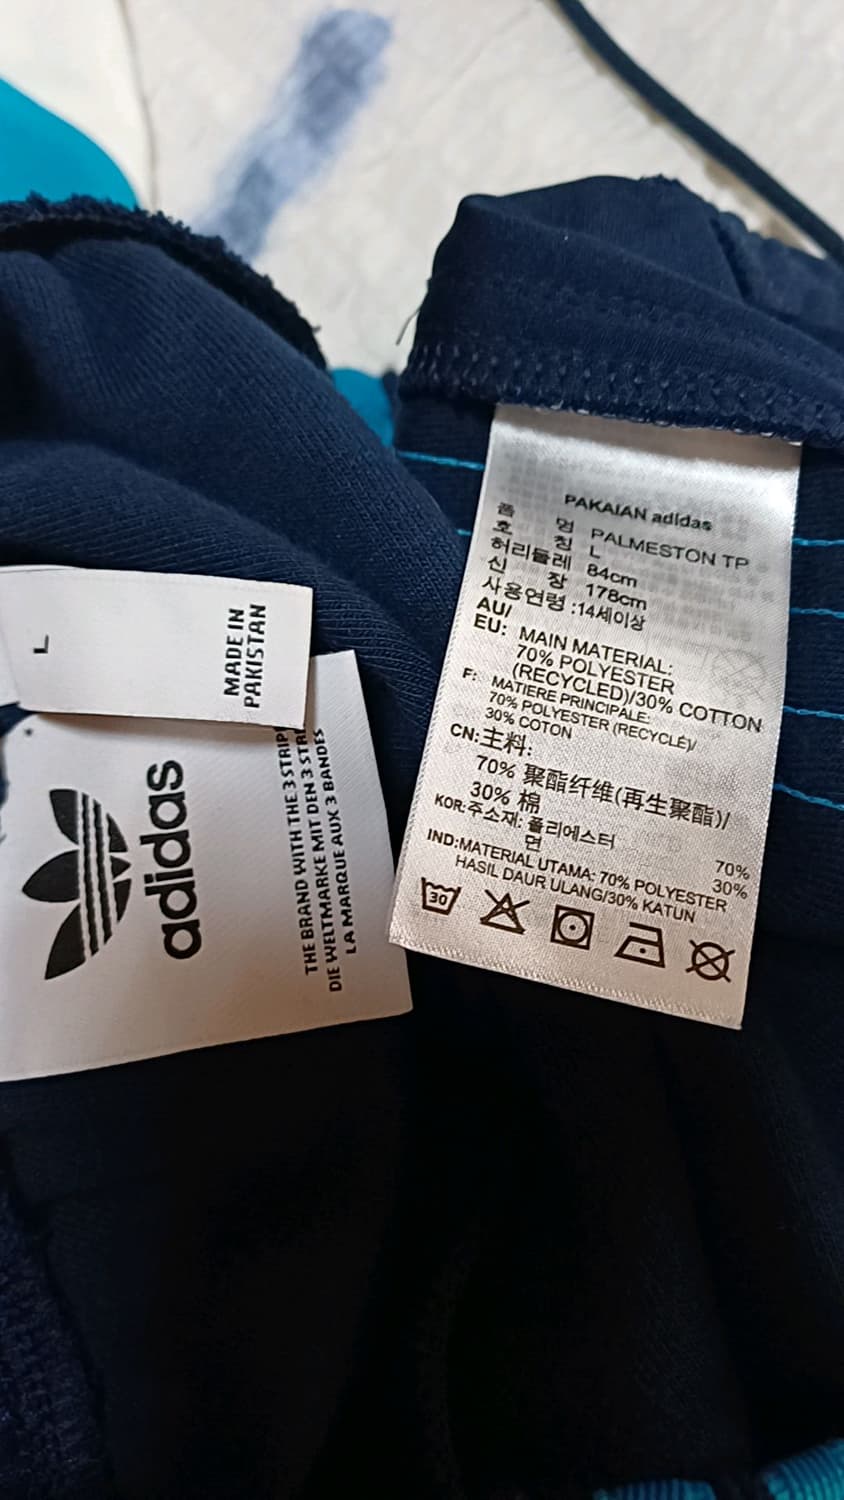 L
MADE IN
PAKISTAN
adidas
THE BRAND WITH THE 3 STRIP
DIE WELTMARKE MIT DEN 3 STRE
LA MARQUE AUX 3 BANDES
PAKAIAN adidas
품 명 PALMESTON TP
호 칭 L
허리둘레 84cm
신 장 178cm
사용연령 :14세이상
AU/
EU: MAIN MATERIAL:
70% POLYESTER
(RECYCLED)/30% COTTON
F: MATIERE PRINCIPALE:
70% POLYESTER (RECYCLÉ)/
30% COTON
CN:主料:
70% 聚酯纤维(再生聚酯)/
30% 棉
KOR:주소재: 폴리에스터 70%
면 30%
IND:MATERIAL UTAMA: 70% POLYESTER
HASIL DAUR ULANG/30% KATUN
30